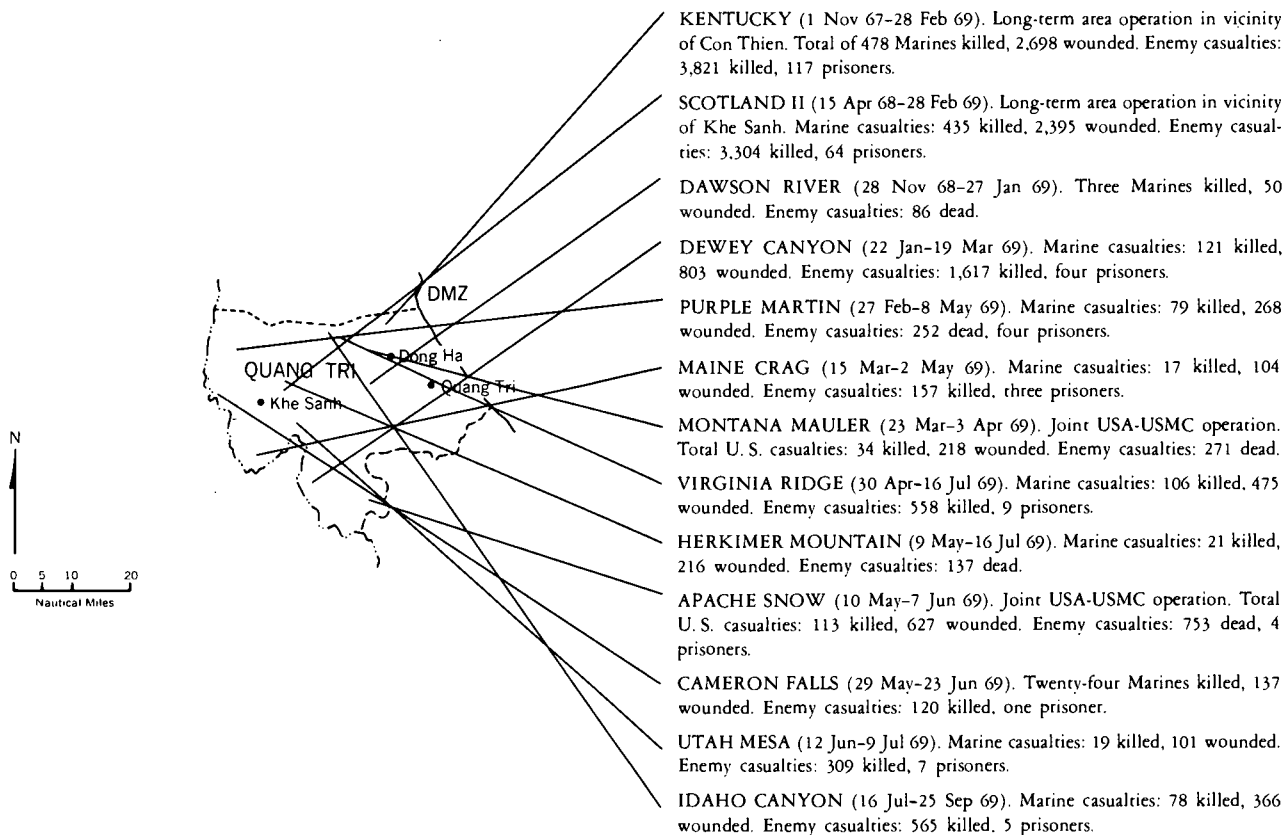 KENTUCKY (1 Nov 67-28 Feb 69). Long-term area operation in vicinity
of Con Thien. Total of 478 Marines killed, 2,698 wounded. Enemy casualties:
3,821 killed, 117 prisoners.
SCOTLAND II (15 Apr 68-28 Feb 69). Long-term area operation in vicinity
of Khe Sanh. Marine casualties: 435 killed, 2,395 wounded. Enemy casual-
ties: 3,304 killed, 64 prisoners.
DAWSON RIVER (28 Nov 68-27 Jan 69). Three Marines killed, 50
wounded. Enemy casualties: 86 dead.
DEWEY CANYON (22 Jan-19 Mar 69). Marine casualties: 121 killed,
803 wounded. Enemy casualties: 1,617 killed, four prisoners.
PURPLE MARTIN (27 Feb-8 May 69). Marine casualties: 79 killed, 268
wounded. Enemy casualties: 252 dead, four prisoners.
MAINE CRAG (15 Mar-2 May 69). Marine casualties: 17 killed, 104
wounded. Enemy casualties: 157 killed, three prisoners.
MONTANA MAULER (23 Mar-3 Apr 69). Joint USA-USMC operation.
Total U.S. casualties: 34 killed, 218 wounded. Enemy casualties: 271 dead.
VIRGINIA RIDGE (30 Apr-16 Jul 69). Marine casualties: 106 killed, 475
wounded. Enemy casualties: 558 killed, 9 prisoners.
HERKIMER MOUNTAIN (9 May-16 Jul 69). Marine casualties: 21 killed,
216 wounded. Enemy casualties: 137 dead.
APACHE SNOW (10 May-7 Jun 69). Joint USA-USMC operation. Total
U.S. casualties: 113 killed, 627 wounded. Enemy casualties: 753 dead, 4
prisoners.
CAMERON FALLS (29 May-23 Jun 69). Twenty-four Marines killed, 137
wounded. Enemy casualties: 120 killed, one prisoner.
UTAH MESA (12 Jun-9 Jul 69). Marine casualties: 19 killed, 101 wounded.
Enemy casualties: 309 killed, 7 prisoners.
IDAHO CANYON (16 Jul-25 Sep 69). Marine casualties: 78 killed, 366
wounded. Enemy casualties: 565 killed, 5 prisoners.
DMZ
Dong Ha
QUANG TRI
Quang Tri
Khe Sanh
N
0 5 10 20
Nautical Miles